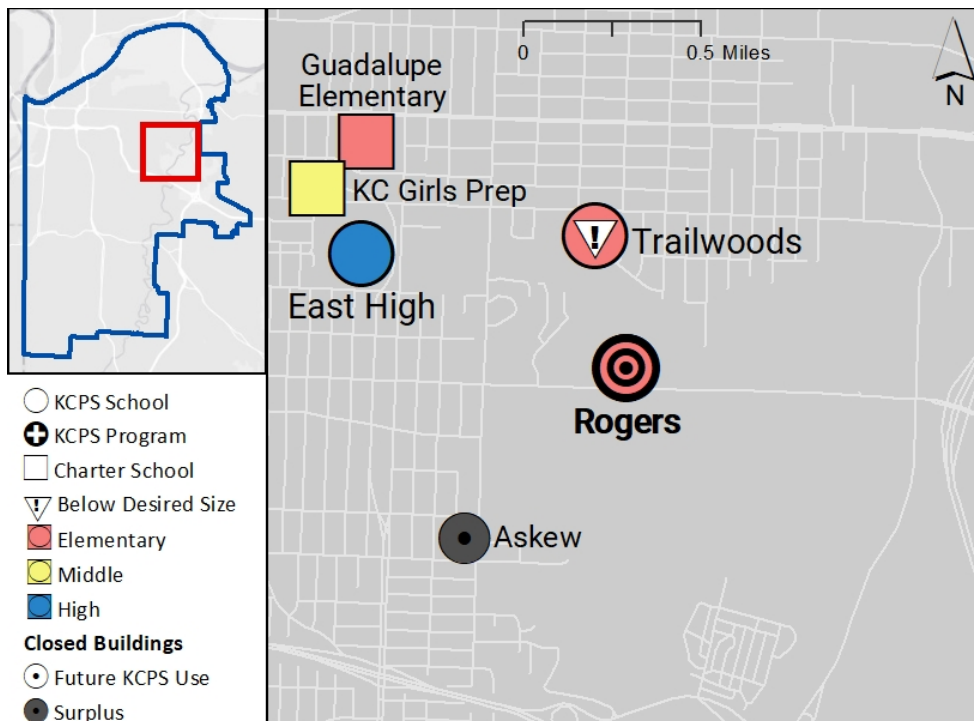 0
0.5 Miles
N
Guadalupe
Elementary
KC Girls Prep
!
Trailwoods
East High
Rogers
Askew
KCPS School
KCPS Program
Charter School
! Below Desired Size
Elementary
Middle
High
Closed Buildings
Future KCPS Use
Surplus